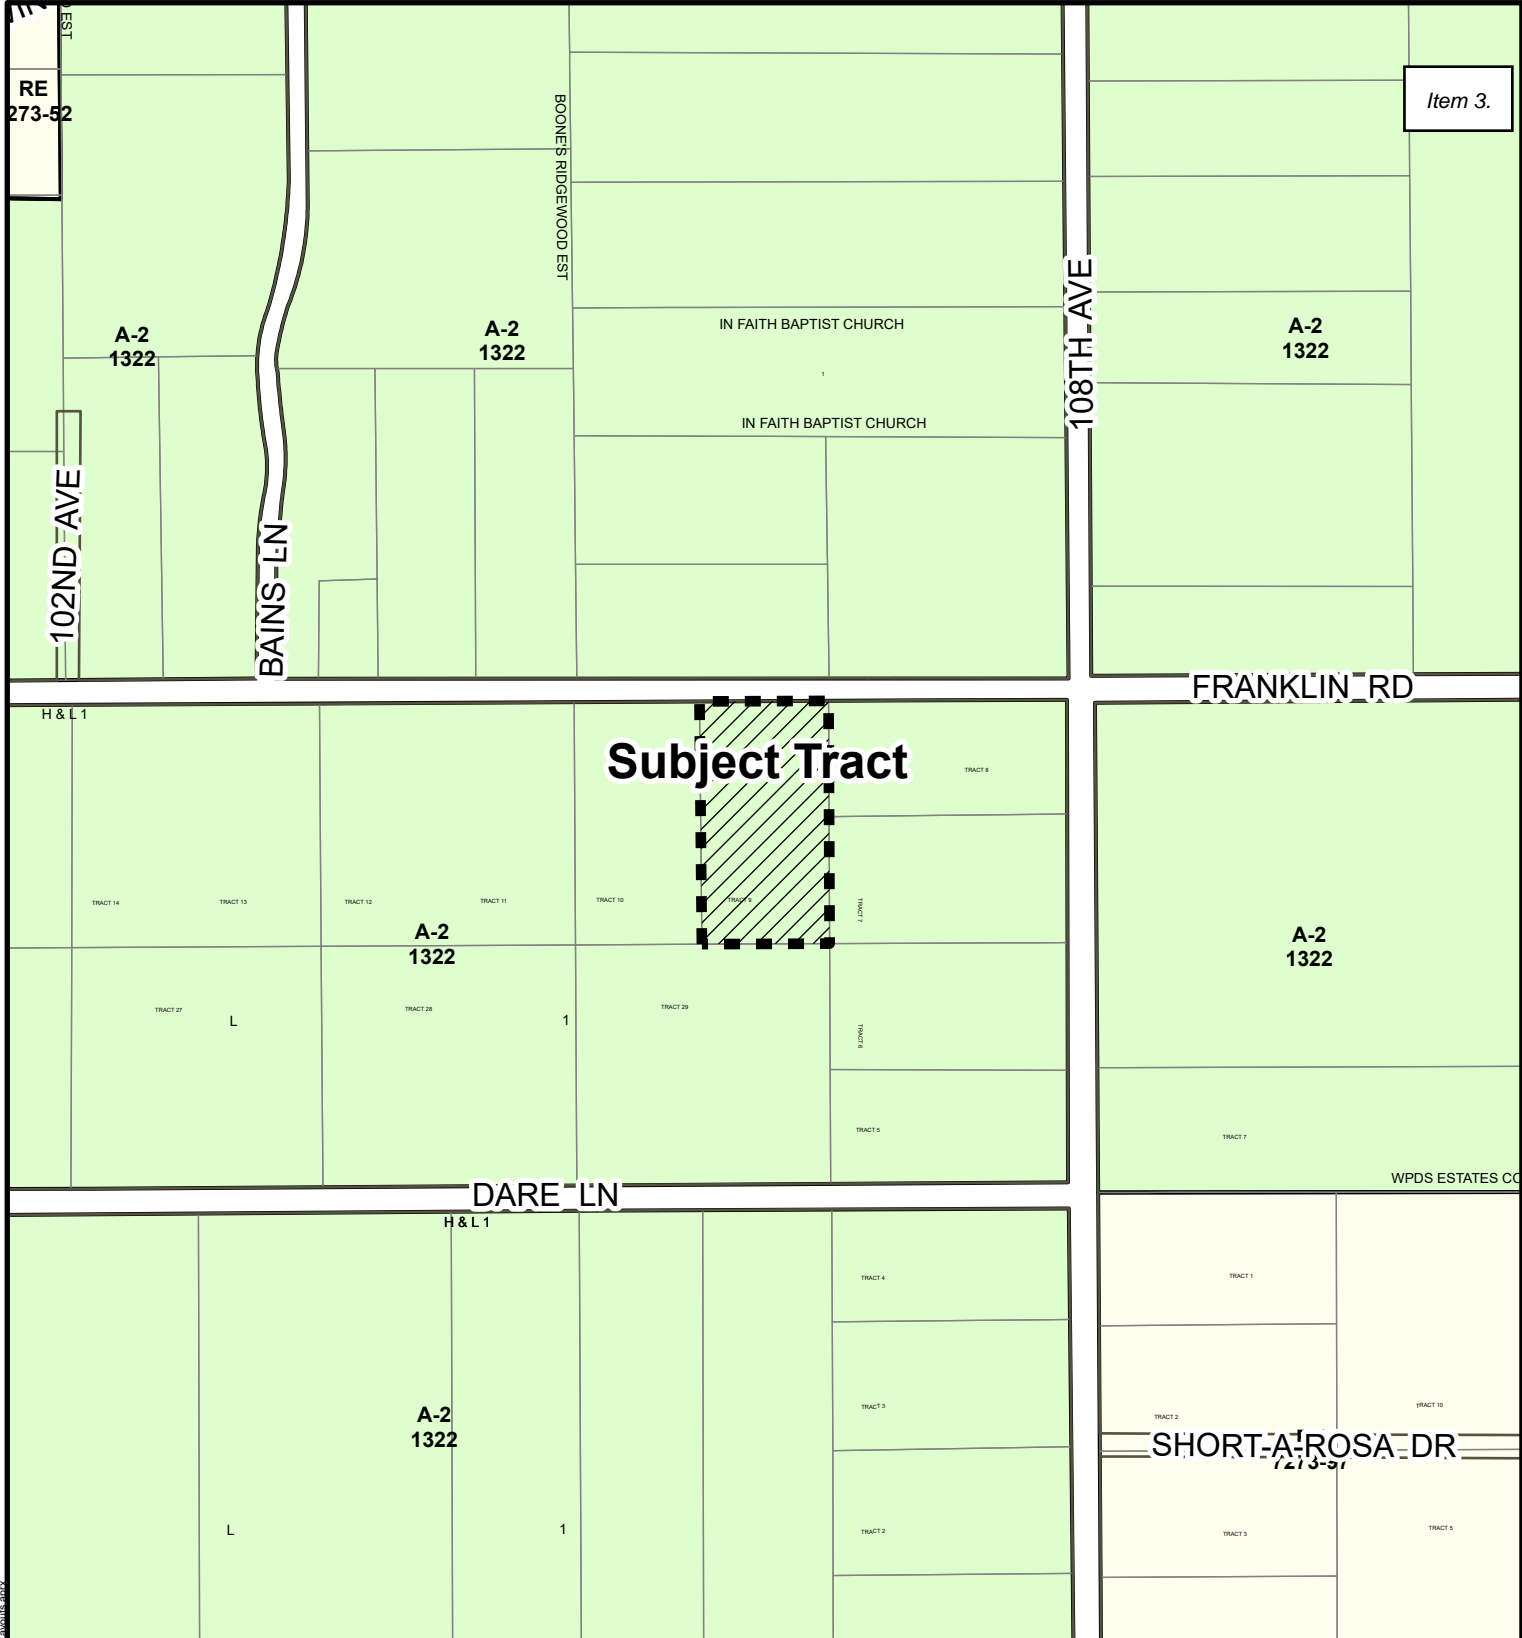 EST
RE
273-52
Item 3.
BOONE'S RIDGEWOOD EST
A-2
1322
A-2
1322
IN FAITH BAPTIST CHURCH
1
IN FAITH BAPTIST CHURCH
108TH AVE
A-2
1322
102ND AVE
BAINS LN
FRANKLIN RD
H & L 1
Subject Tract
TRACT 8
TRACT 14
TRACT 13
TRACT 12
TRACT 11
TRACT 10
TRACT 9
TRACT 7
A-2
1322
A-2
1322
TRACT 27
L
TRACT 28
1
TRACT 29
TRACT 6
TRACT 5
TRACT 7
WPDS ESTATES CO
DARE LN
H & L 1
TRACT 4
TRACT 1
TRACT 3
A-2
1322
TRACT 2
TRACT 10
SHORT-A-ROSA DR
7273-97
L
1
TRACT 2
TRACT 3
TRACT 5